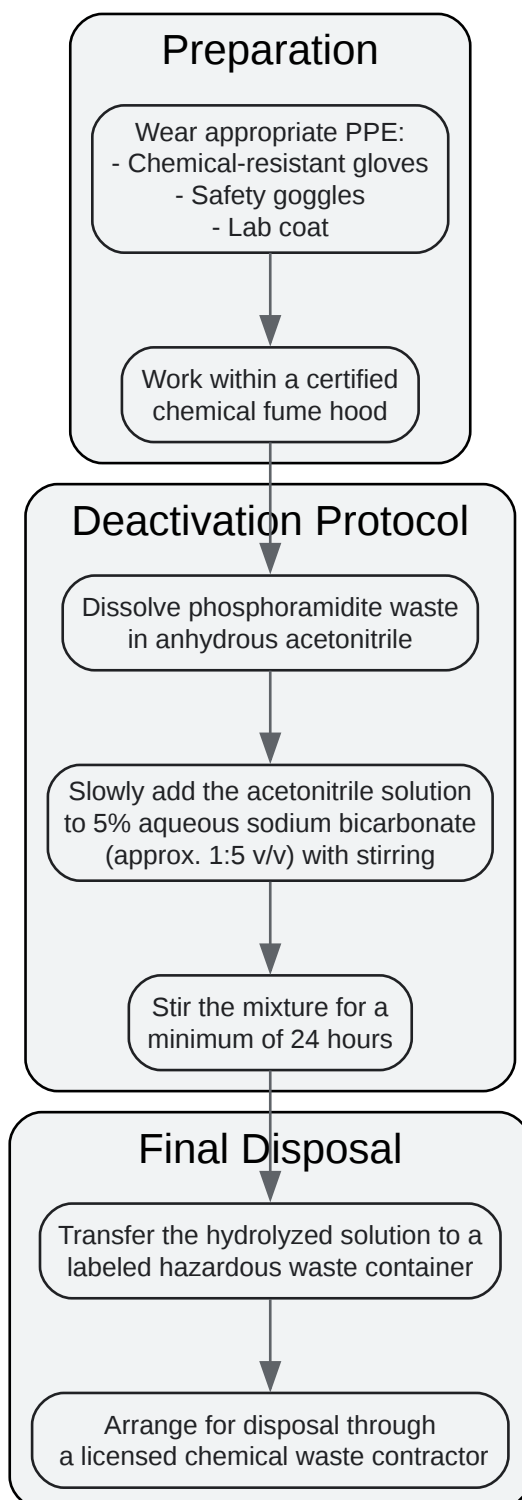 Preparation
Wear appropriate PPE:
- Chemical-resistant gloves
- Safety goggles
- Lab coat
Work within a certified
chemical fume hood
Deactivation Protocol
Dissolve phosphoramidite waste
in anhydrous acetonitrile
Slowly add the acetonitrile solution
to 5% aqueous sodium bicarbonate
(approx. 1:5 v/v) with stirring
Stir the mixture for a
minimum of 24 hours
Final Disposal
Transfer the hydrolyzed solution to a
labeled hazardous waste container
Arrange for disposal through
a licensed chemical waste contractor